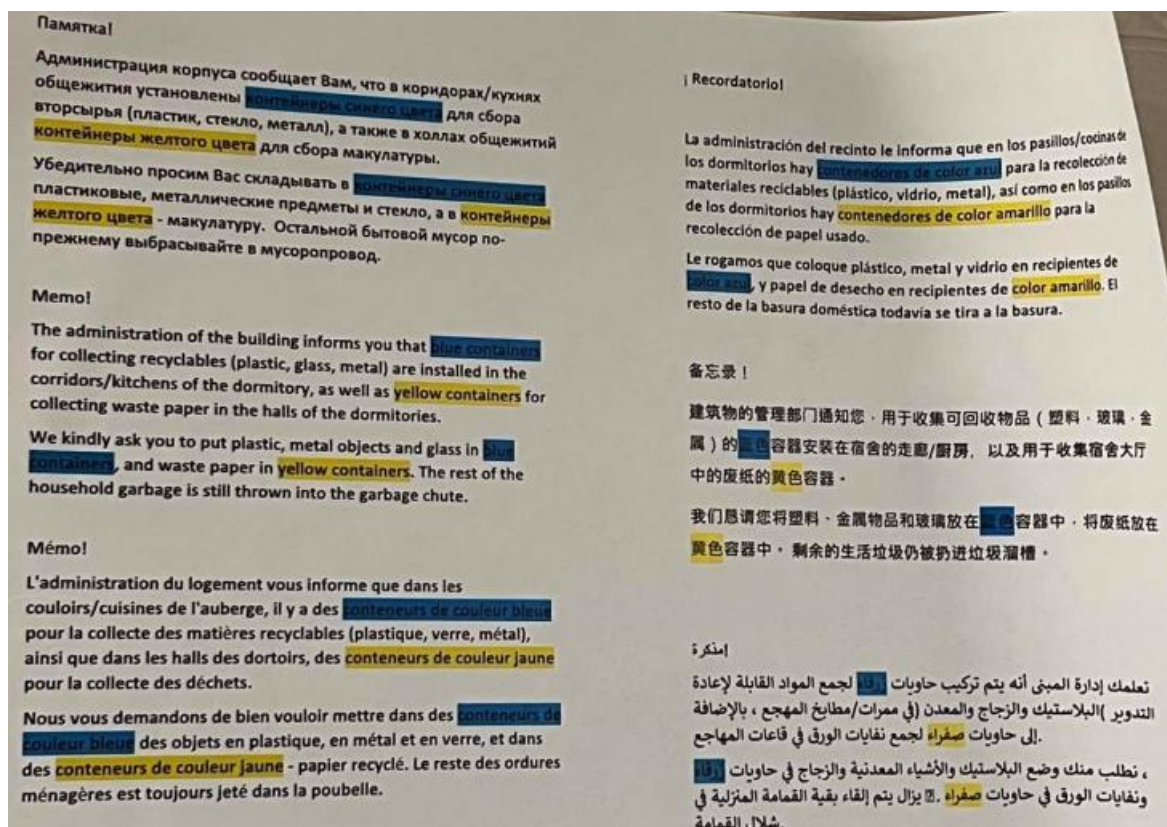 Памятка!
Администрация корпуса сообщает Вам, что в коридорах/кухнях
общежития установлены контейнеры синего цвета для сбора
вторсырья (пластик, стекло, металл), а также в холлах общежитий
контейнеры желтого цвета для сбора макулатуры.
Убедительно просим Вас складывать в контейнеры синего цвета
пластиковые, металлические предметы и стекло, а в контейнеры
желтого цвета - макулатуру. Остальной бытовой мусор по-
прежнему выбрасывайте в мусоропровод.
Memo!
The administration of the building informs you that blue containers
for collecting recyclables (plastic, glass, metal) are installed in the
corridors/kitchens of the dormitory, as well as yellow containers for
collecting waste paper in the halls of the dormitories.
We kindly ask you to put plastic, metal objects and glass in blue
containers, and waste paper in yellow containers. The rest of the
household garbage is still thrown into the garbage chute.
Mémo!
L'administration du logement vous informe que dans les
couloirs/cuisines de l'auberge, il y a des conteneurs de couleur bleue
pour la collecte des matières recyclables (plastique, verre, métal),
ainsi que dans les halls des dortoirs, des conteneurs de couleur jaune
pour la collecte des déchets.
Nous vous demandons de bien vouloir mettre dans des conteneurs de
couleur bleue des objets en plastique, en métal et en verre, et dans
des conteneurs de couleur jaune - papier recyclé. Le reste des ordures
ménagères est toujours jeté dans la poubelle.
¡ Recordatorio!
La administración del recinto le informa que en los pasillos/cocinas de
los dormitorios hay contenedores de color azul para la recolección de
materiales reciclables (plástico, vidrio, metal), así como en los pasillos
de los dormitorios hay contenedores de color amarillo para la
recolección de papel usado.
Le rogamos que coloque plástico, metal y vidrio en recipientes de
color azul, y papel de desecho en recipientes de color amarillo. El
resto de la basura doméstica todavía se tira a la basura.
备忘录！
建筑物的管理部门通知您，用于收集可回收物品（塑料，玻璃，金
属）的蓝色容器安装在宿舍的走廊/厨房，以及用于收集宿舍大厅
中的废纸的黄色容器。
我们恳请您将塑料、金属物品和玻璃放在蓝色容器中，将废纸放在
黄色容器中。剩余的生活垃圾仍被扔进垃圾溜槽。
إمذكرة
تعلمك إدارة المبنى أنه يتم تركيب حاويات زرقاء لجمع المواد القابلة لإعادة
التدوير )البلاستيك والزجاج والمعدن (في ممرات/مطابخ المهجع ، بالإضافة
.إلى حاويات صفراء لجمع نفايات الورق في قاعات المهاجع
، نطلب منك وضع البلاستيك والأشياء المعدنية والزجاج في حاويات زرقاء
ونفايات الورق في حاويات صفراء .⍰ يزال يتم إلقاء بقية القمامة المنزلية في
.شلال القمامة